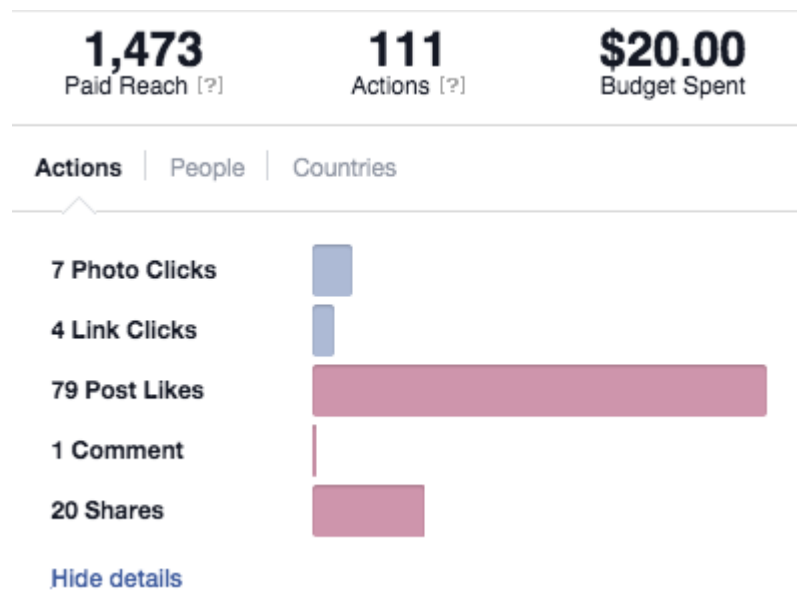 1,473 111 $20.00
Paid Reach [?] Actions [?] Budget Spent
Actions People Countries
7 Photo Clicks
4 Link Clicks
79 Post Likes
1 Comment
20 Shares
Hide details